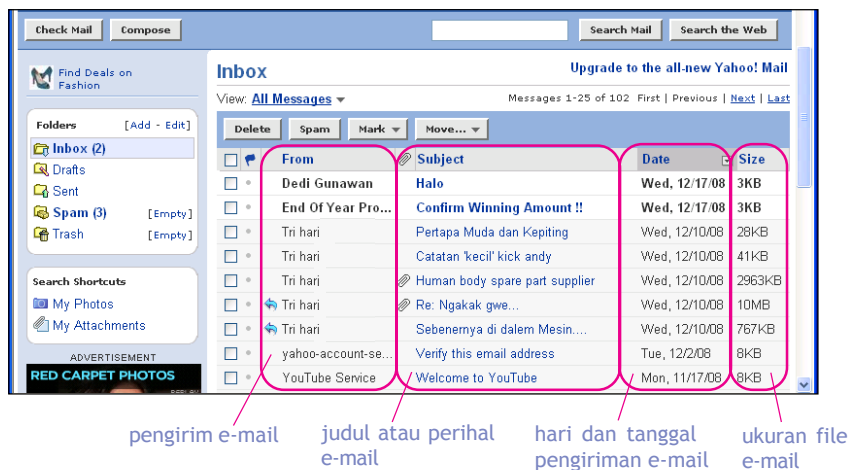 Check Mail Compose Search Mail Search the Web
Find Deals on
Fashion
Inbox Upgrade to the all-new Yahoo! Mail
View: All Messages Messages 1-25 of 102 First | Previous | Next | Last
Folders [Add - Edit]
Inbox (2)
Drafts
Sent
Spam (3) [Empty]
Trash [Empty]
Search Shortcuts
My Photos
My Attachments
ADVERTISEMENT
RED CARPET PHOTOS
REPLAY
Delete Spam Mark Move...
From Subject Date Size
Dedi Gunawan Halo Wed, 12/17/08 3KB
End Of Year Pro... Confirm Winning Amount !! Wed, 12/17/08 3KB
Tri hari Pertapa Muda dan Kepiting Wed, 12/10/08 28KB
Tri hari Catatan 'kecil' kick andy Wed, 12/10/08 41KB
Tri hari Human body spare part supplier Wed, 12/10/08 2963KB
Tri hari Re: Ngakak gwe... Wed, 12/10/08 10MB
Tri hari Sebenernya di dalem Mesin.... Wed, 12/10/08 767KB
yahoo-account-se... Verify this email address Tue, 12/2/08 8KB
YouTube Service Welcome to YouTube Mon, 11/17/08 8KB
pengirim e-mail
judul atau perihal
e-mail
hari dan tanggal
pengiriman e-mail
ukuran file
e-mail